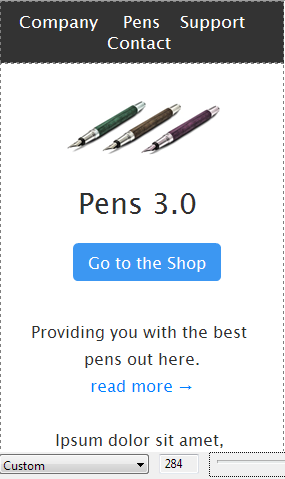 Company Pens Support
Contact
Pens 3.0
Go to the Shop
Providing you with the best
pens out here.
read more →
Ipsum dolor sit amet,
Custom 284